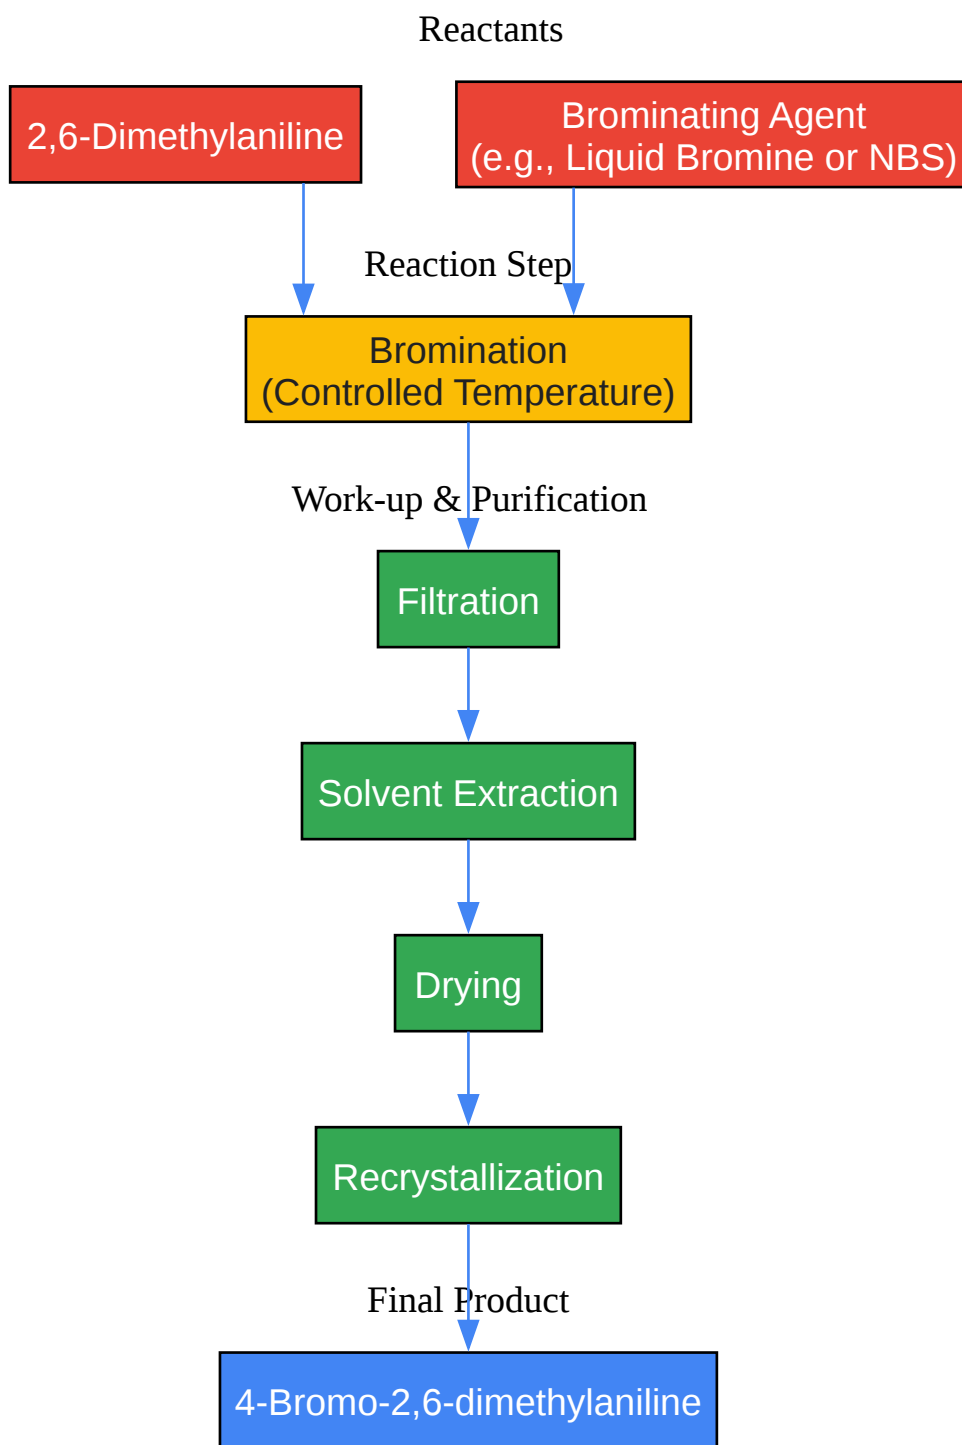 Reactants
2,6-Dimethylaniline
Brominating Agent
(e.g., Liquid Bromine or NBS)
Reaction Step
Bromination
(Controlled Temperature)
Work-up & Purification
Filtration
Solvent Extraction
Drying
Recrystallization
Final Product
4-Bromo-2,6-dimethylaniline